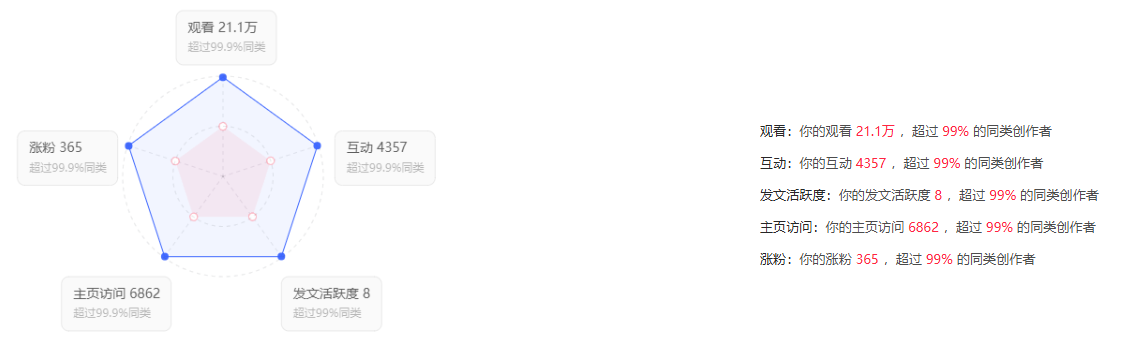 观看 21.1万
超过99.9%同类
涨粉 365
超过99.9%同类
互动 4357
超过99.9%同类
主页访问 6862
超过99.9%同类
发文活跃度 8
超过99%同类
观看：你的观看 21.1万 ，超过 99% 的同类创作者
互动：你的互动 4357 ，超过 99% 的同类创作者
发文活跃度：你的发文活跃度 8 ，超过 99% 的同类创作者
主页访问：你的主页访问 6862 ，超过 99% 的同类创作者
涨粉：你的涨粉 365 ，超过 99% 的同类创作者